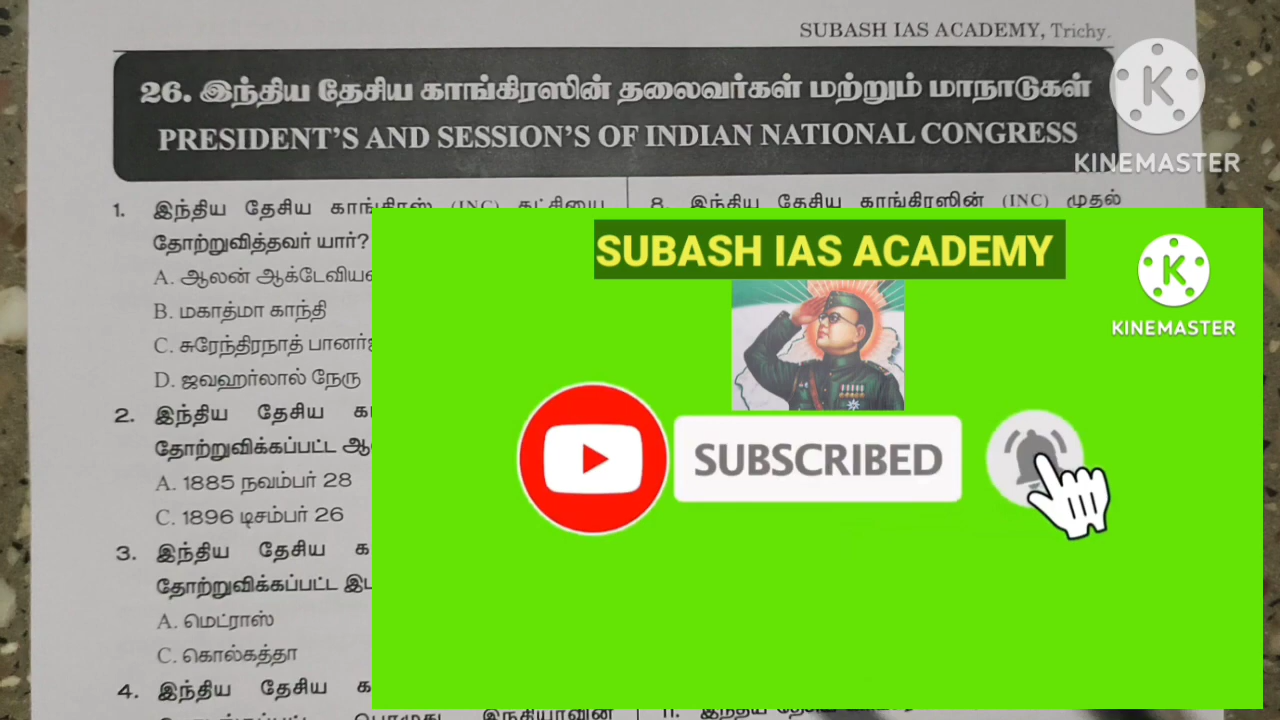 SUBASH IAS ACADEMY, Trichy.
26. இந்திய தேசிய காங்கிரஸின் தலைவர்கள் மற்றும் மாநாடுகள்
PRESIDENT'S AND SESSION'S OF INDIAN NATIONAL CONGRESS
KINEMASTER
1. இந்திய தேசிய காங்கிரஸ் (INC) கட்சியை
தோற்றுவித்தவர் யார்?
A. ஆலன் ஆக்டேவியன்
B. மகாத்மா காந்தி
C. சுரேந்திரநாத்
D. ஜவஹர்லால் நேரு
2. இந்திய தேசிய
தோற்றுவிக்கப்பட்ட
A. 1885 நவம்பர் 28
C. 1896 டிசம்பர் 26
3. இந்திய தேசிய
தோற்றுவிக்கப்பட்ட
A. மெட்ராஸ்
C. கொல்கத்தா
4. இந்திய தேசிய
8. இந்திய தேசிய காங்கிரஸின் (INC) முதல்
SUBASH IAS ACADEMY
KINEMASTER
SUBSCRIBED
11. இந்திய தேசிய